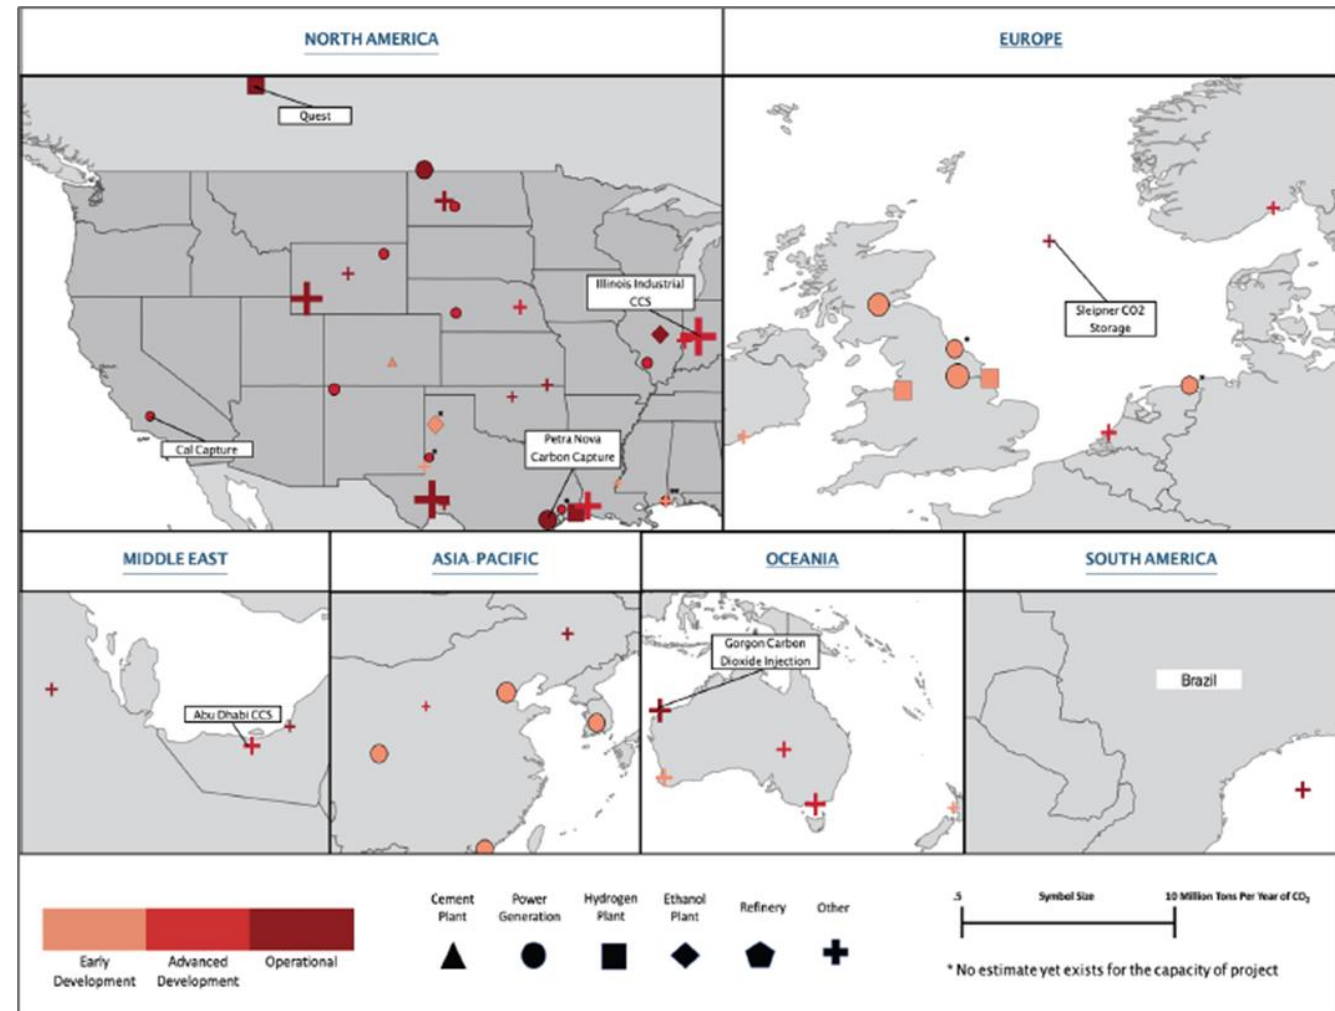 NORTH AMERICA
EUROPE
Quest
Illinois Industrial
CCS
Sleipner CO2
Storage
Cal Capture
Petra Nova
Carbon Capture
*
*
*
**
*
*
MIDDLE EAST
ASIA-PACIFIC
OCEANIA
SOUTH AMERICA
Gorgon Carbon
Dioxide Injection
Abu Dhabi CCS
Brazil
Early
Development
Advanced
Development
Operational
Cement
Plant
Power
Generation
Hydrogen
Plant
Ethanol
Plant
Refinery
Other
.5
Symbol Size
10 Million Tons Per Year of CO₂
* No estimate yet exists for the capacity of project